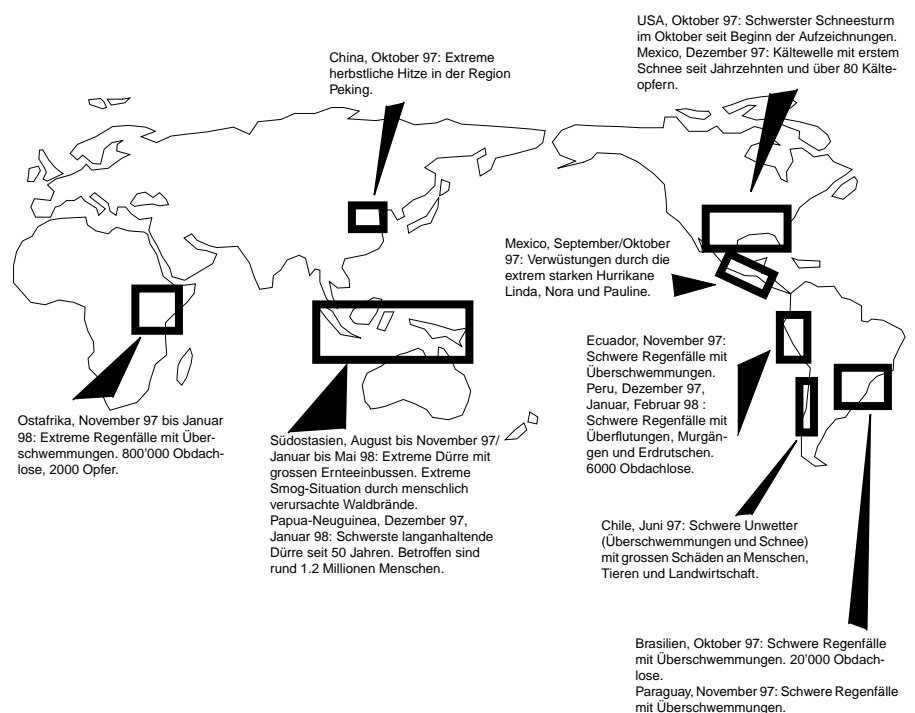 USA, Oktober 97: Schwerster Schneesturm
im Oktober seit Beginn der Aufzeichnungen.
Mexico, Dezember 97: Kältewelle mit erstem
Schnee seit Jahrzehnten und über 80 Kälte-
opfern.
China, Oktober 97: Extreme
herbstliche Hitze in der Region
Peking.
Mexico, September/Oktober
97: Verwüstungen durch die
extrem starken Hurrikane
Linda, Nora und Pauline.
Ecuador, November 97:
Schwere Regenfälle mit
Überschwemmungen.
Peru, Dezember 97,
Januar, Februar 98 :
Schwere Regenfälle mit
Überflutungen, Murgän-
gen und Erdrutschen.
6000 Obdachlose.
Ostafrika, November 97 bis Januar
98: Extreme Regenfälle mit Über-
schwemmungen. 800'000 Obdach-
lose, 2000 Opfer.
Südostasien, August bis November 97/
Januar bis Mai 98: Extreme Dürre mit
grossen Ernteeinbussen. Extreme
Smog-Situation durch menschlich
verursachte Waldbrände.
Papua-Neuguinea, Dezember 97,
Januar 98: Schwerste langanhaltende
Dürre seit 50 Jahren. Betroffen sind
rund 1.2 Millionen Menschen.
Chile, Juni 97: Schwere Unwetter
(Überschwemmungen und Schnee)
mit grossen Schäden an Menschen,
Tieren und Landwirtschaft.
Brasilien, Oktober 97: Schwere Regenfälle
mit Überschwemmungen. 20'000 Obdach-
lose.
Paraguay, November 97: Schwere Regenfälle
mit Überschwemmungen.